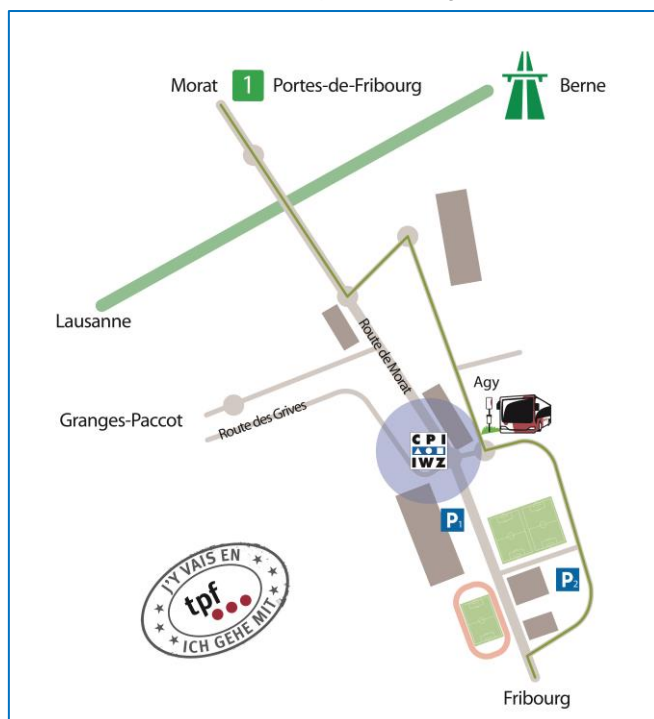 Morat 1 Portes-de-Fribourg
Berne
Lausanne
Route de Morat
Agy
Granges-Paccot
Route des Grives
CPI
IWZ
P1
P2
J'Y VAIS EN
tpf
ICH GEHE MIT
Fribourg